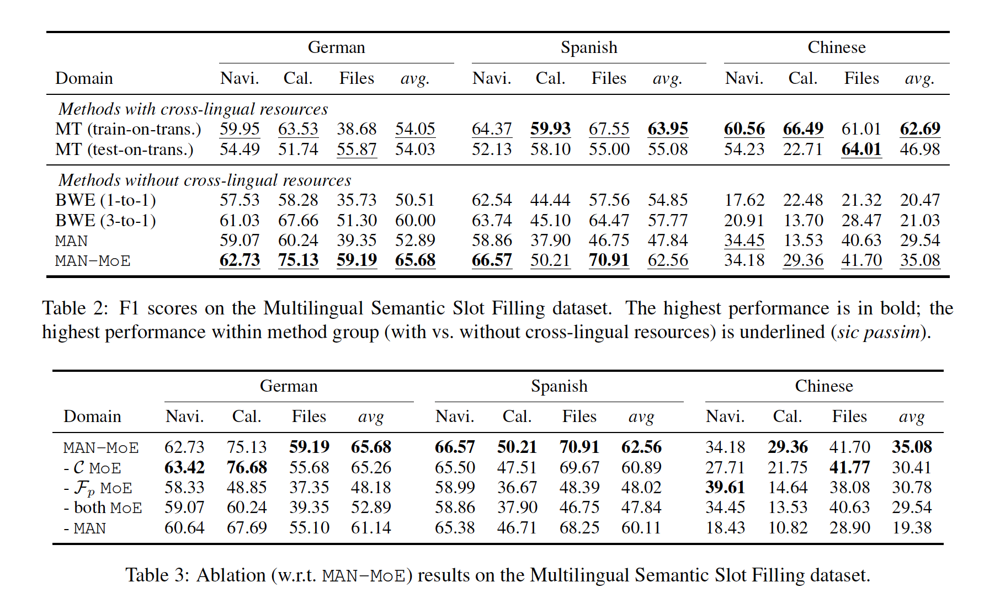 German Spanish Chinese
Domain Navi. Cal. Files avg. Navi. Cal. Files avg. Navi. Cal. Files avg.
Methods with cross-lingual resources
MT (train-on-trans.) 59.95 63.53 38.68 54.05 64.37 59.93 67.55 63.95 60.56 66.49 61.01 62.69
MT (test-on-trans.) 54.49 51.74 55.87 54.03 52.13 58.10 55.00 55.08 54.23 22.71 64.01 46.98
Methods without cross-lingual resources
BWE (1-to-1) 57.53 58.28 35.73 50.51 62.54 44.44 57.56 54.85 17.62 22.48 21.32 20.47
BWE (3-to-1) 61.03 67.66 51.30 60.00 63.74 45.10 64.47 57.77 20.91 13.70 28.47 21.03
MAN 59.07 60.24 39.35 52.89 58.86 37.90 46.75 47.84 34.45 13.53 40.63 29.54
MAN-MoE 62.73 75.13 59.19 65.68 66.57 50.21 70.91 62.56 34.18 29.36 41.70 35.08
Table 2: F1 scores on the Multilingual Semantic Slot Filling dataset. The highest performance is in bold; the
highest performance within method group (with vs. without cross-lingual resources) is underlined (sic passim).
German Spanish Chinese
Domain Navi. Cal. Files avg Navi. Cal. Files avg Navi. Cal. Files avg
MAN-MoE 62.73 75.13 59.19 65.68 66.57 50.21 70.91 62.56 34.18 29.36 41.70 35.08
- C MoE 63.42 76.68 55.68 65.26 65.50 47.51 69.67 60.89 27.71 21.75 41.77 30.41
- Fp MoE 58.33 48.85 37.35 48.18 58.99 36.67 48.39 48.02 39.61 14.64 38.08 30.78
- both MoE 59.07 60.24 39.35 52.89 58.86 37.90 46.75 47.84 34.45 13.53 40.63 29.54
- MAN 60.64 67.69 55.10 61.14 65.38 46.71 68.25 60.11 18.43 10.82 28.90 19.38
Table 3: Ablation (w.r.t. MAN-MoE) results on the Multilingual Semantic Slot Filling dataset.